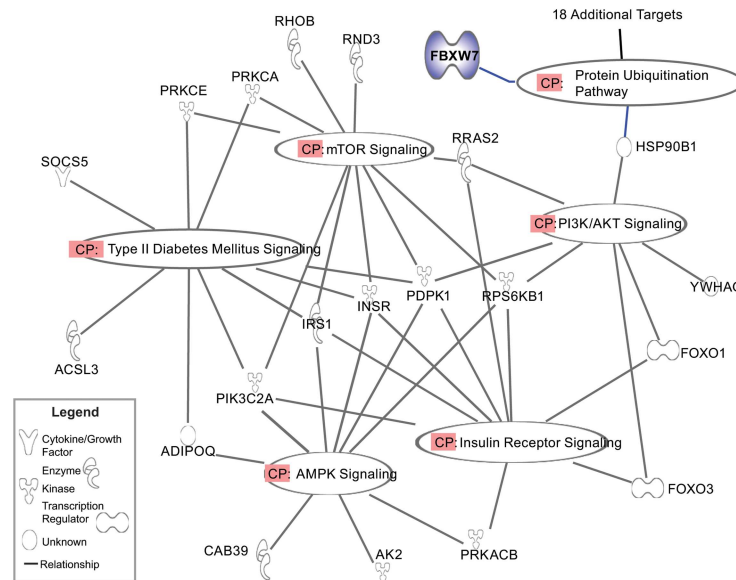 18 Additional Targets
RHOB
RND3
FBXW7
PRKCA
PRKCE
CP: Protein Ubiquitination
Pathway
RRAS2
HSP90B1
CP: mTOR Signaling
SOCS5
CP: PI3K/AKT Signaling
CP: Type II Diabetes Mellitus Signaling
YWHAG
INSR
PDPK1
RPS6KB1
IRS1
FOXO1
ACSL3
PIK3C2A
Legend
Cytokine/Growth
Factor
Enzyme
Kinase
Transcription
Regulator
Unknown
Relationship
ADIPOQ
CP: Insulin Receptor Signaling
CP: AMPK Signaling
FOXO3
CAB39
AK2
PRKACB